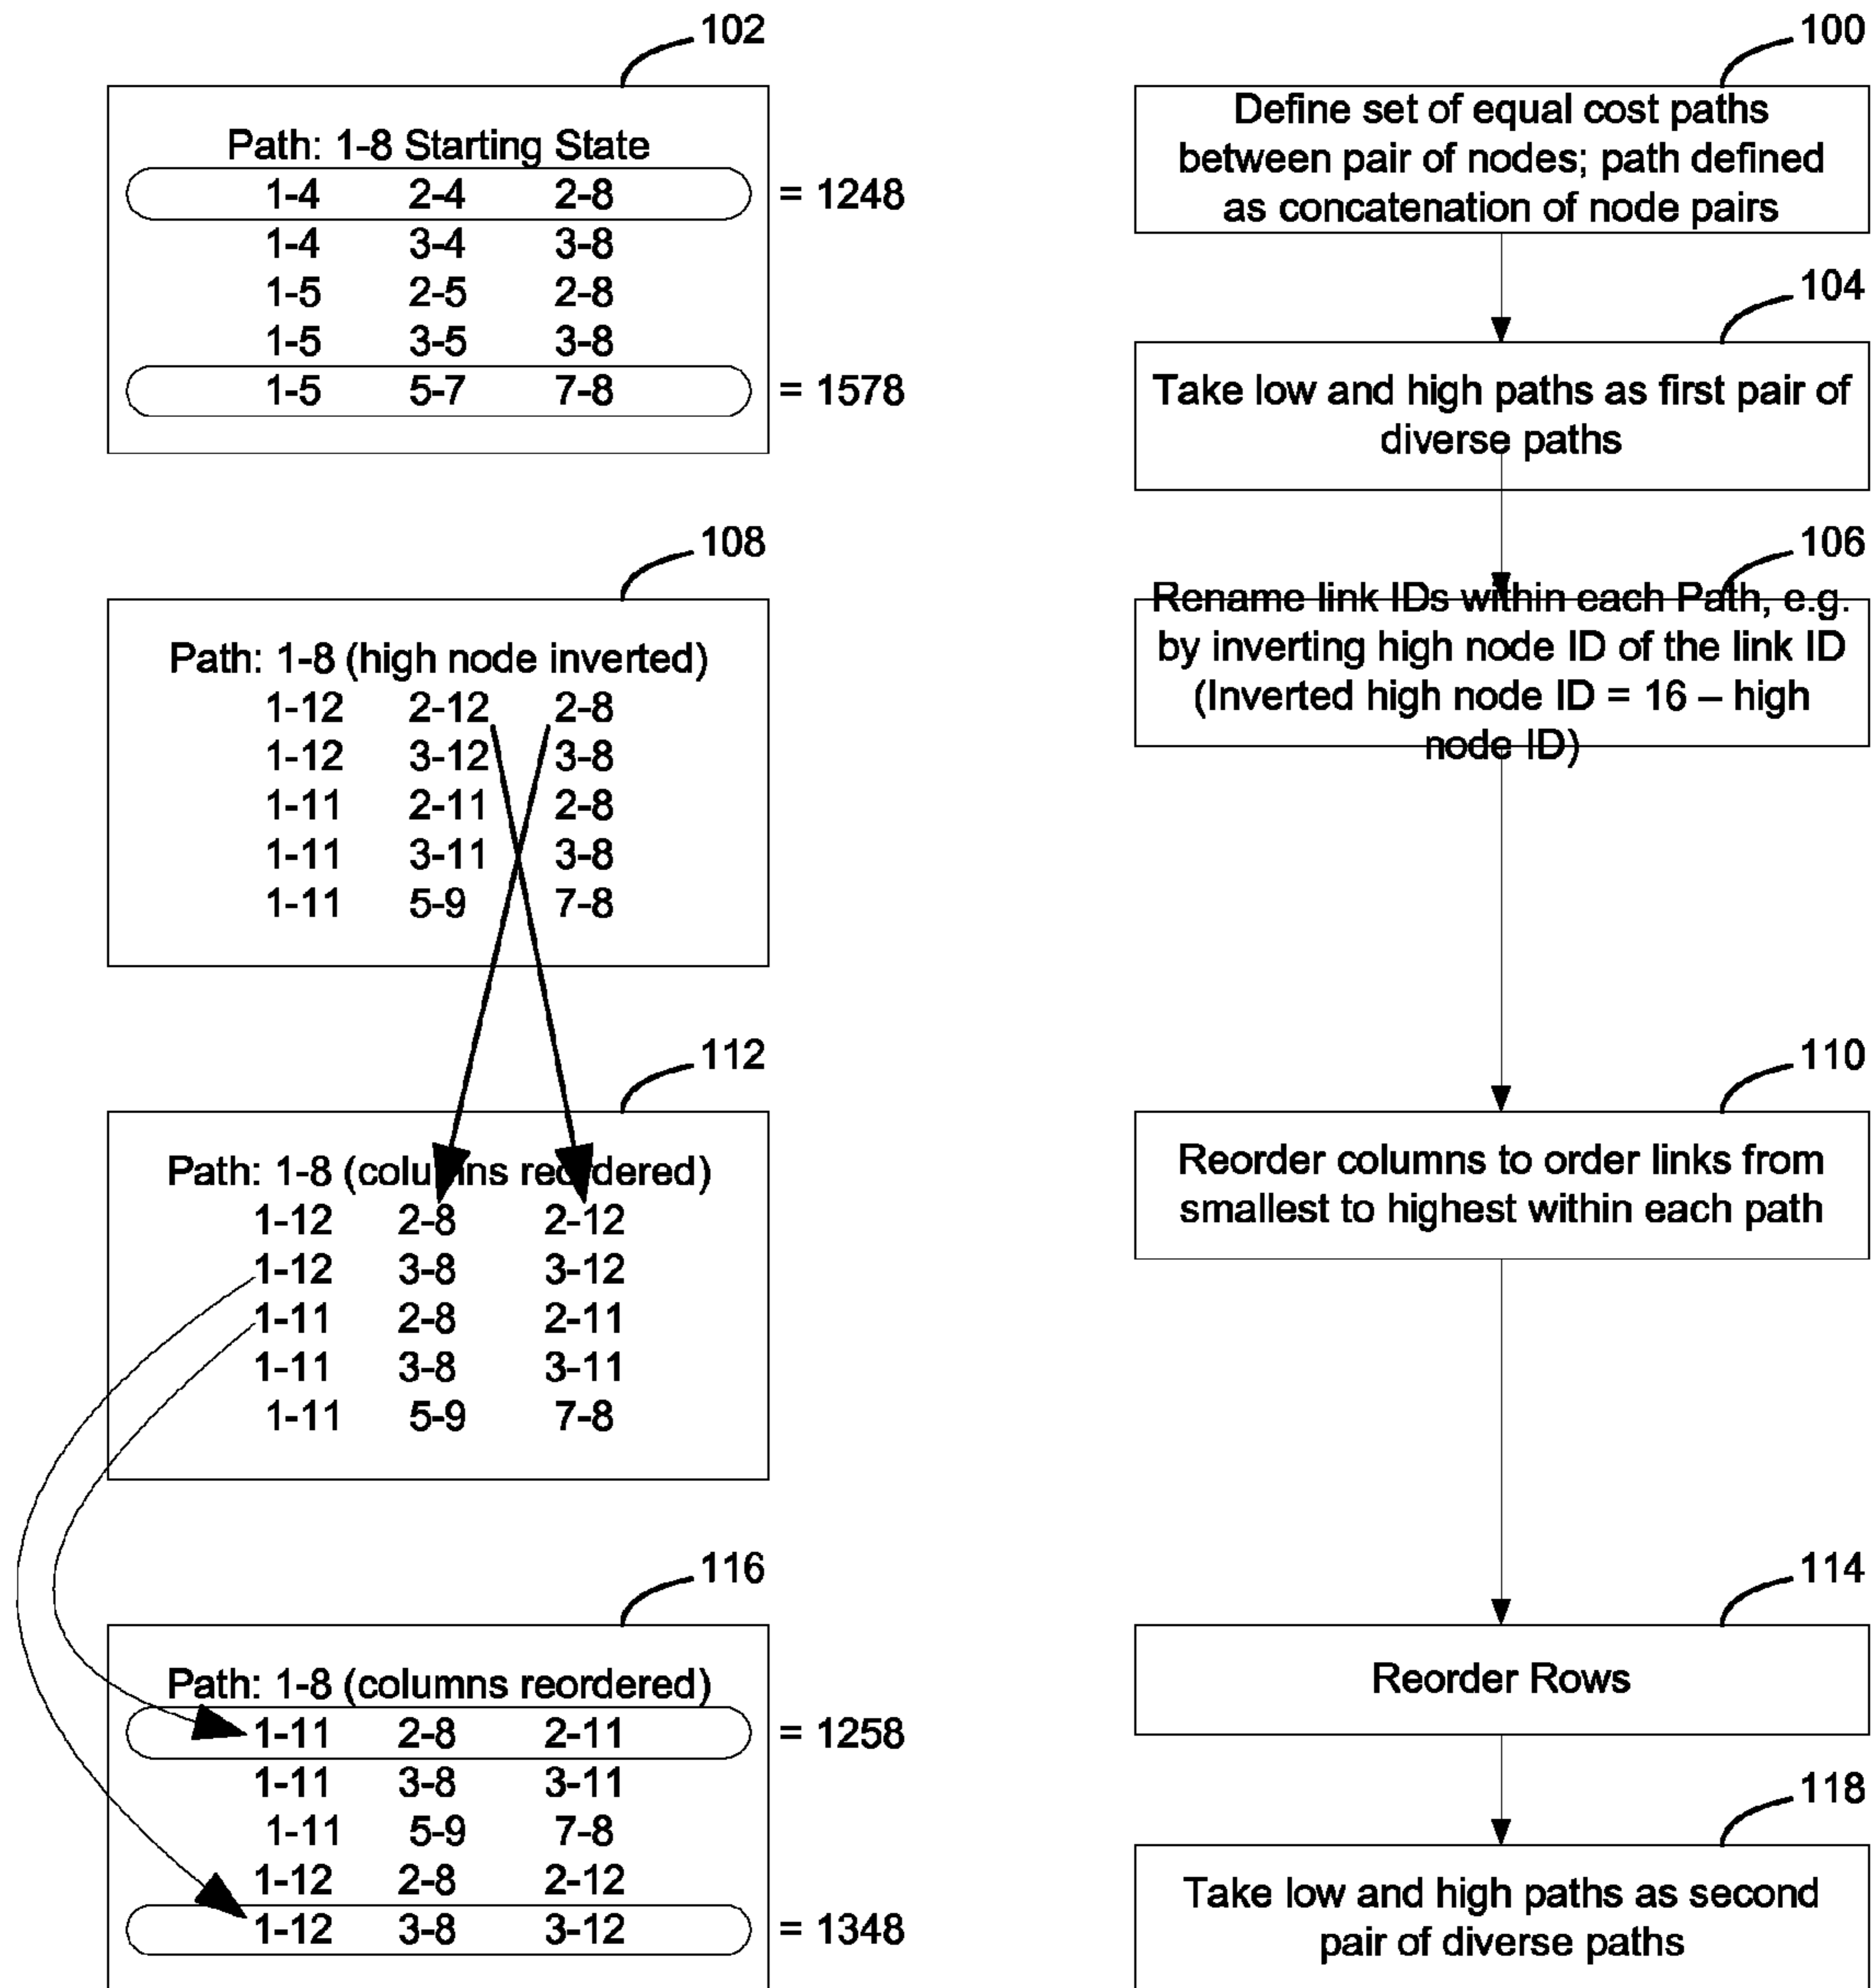 102
Path: 1-8 Starting State
1-4 2-4 2-8 = 1248
1-4 3-4 3-8
1-5 2-5 2-8
1-5 3-5 3-8
1-5 5-7 7-8 = 1578
108
Path: 1-8 (high node inverted)
1-12 2-12 2-8
1-12 3-12 3-8
1-11 2-11 2-8
1-11 3-11 3-8
1-11 5-9 7-8
112
Path: 1-8 (columns reordered)
1-12 2-8 2-12
1-12 3-8 3-12
1-11 2-8 2-11
1-11 3-8 3-11
1-11 5-9 7-8
116
Path: 1-8 (columns reordered)
1-11 2-8 2-11 = 1258
1-11 3-8 3-11
1-11 5-9 7-8
1-12 2-8 2-12
1-12 3-8 3-12 = 1348
100
Define set of equal cost paths
between pair of nodes; path defined
as concatenation of node pairs
104
Take low and high paths as first pair of
diverse paths
106
Rename link IDs within each Path, e.g.
by inverting high node ID of the link ID
(Inverted high node ID = 16 – high
node ID)
110
Reorder columns to order links from
smallest to highest within each path
114
Reorder Rows
118
Take low and high paths as second
pair of diverse paths